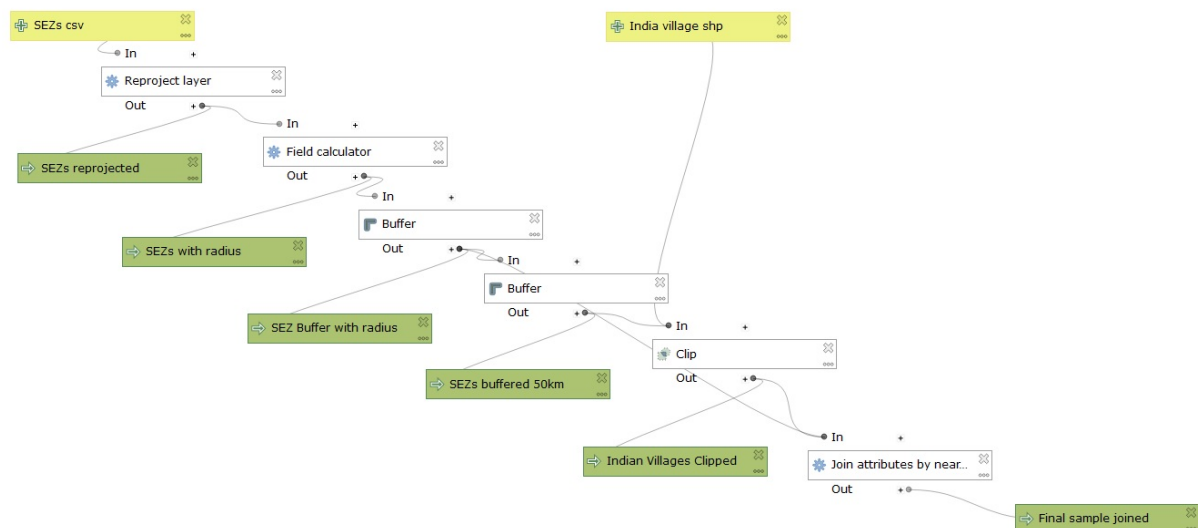 SEZs csv
India village shp
In
Reproject layer
Out
In
SEZs reprojected
Field calculator
Out
In
Buffer
SEZs with radius
Out
In
Buffer
Out
SEZ Buffer with radius
In
Clip
Out
SEZs buffered 50km
In
Indian Villages Clipped
Join attributes by near...
Out
Final sample joined